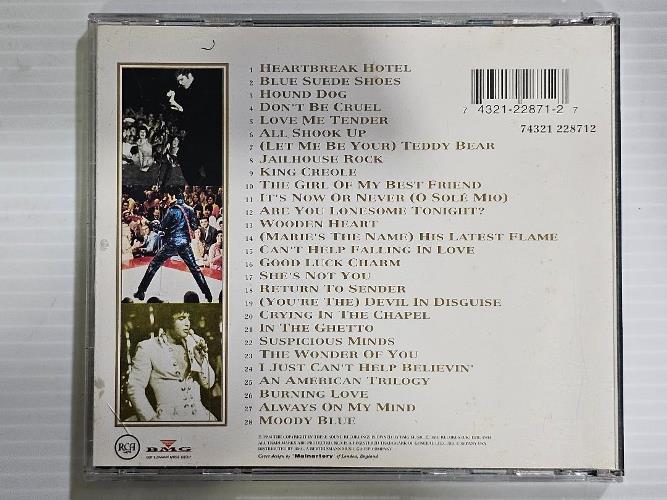 1 HEARTBREAK HOTEL
2 BLUE SUEDE SHOES
3 HOUND DOG
4 DON'T BE CRUEL
5 LOVE ME TENDER
6 ALL SHOOK UP
7 (LET ME BE YOUR) TEDDY BEAR
8 JAILHOUSE ROCK
9 KING CREOLE
10 THE GIRL OF MY BEST FRIEND
11 IT'S NOW OR NEVER (O SOLÉ MIO)
12 ARE YOU LONESOME TONIGHT?
13 WOODEN HEART
14 (MARIE'S THE NAME) HIS LATEST FLAME
15 CAN'T HELP FALLING IN LOVE
16 GOOD LUCK CHARM
17 SHE'S NOT YOU
18 RETURN TO SENDER
19 (YOU'RE THE) DEVIL IN DISGUISE
20 CRYING IN THE CHAPEL
21 IN THE GHETTO
22 SUSPICIOUS MINDS
23 THE WONDER OF YOU
24 I JUST CAN'T HELP BELIEVIN'
25 AN AMERICAN TRILOGY
26 BURNING LOVE
27 ALWAYS ON MY MIND
28 MOODY BLUE
7 4321-22871-2 7
74321 228712
RCA
BMG
Cover design by "Mainartery" of London, England